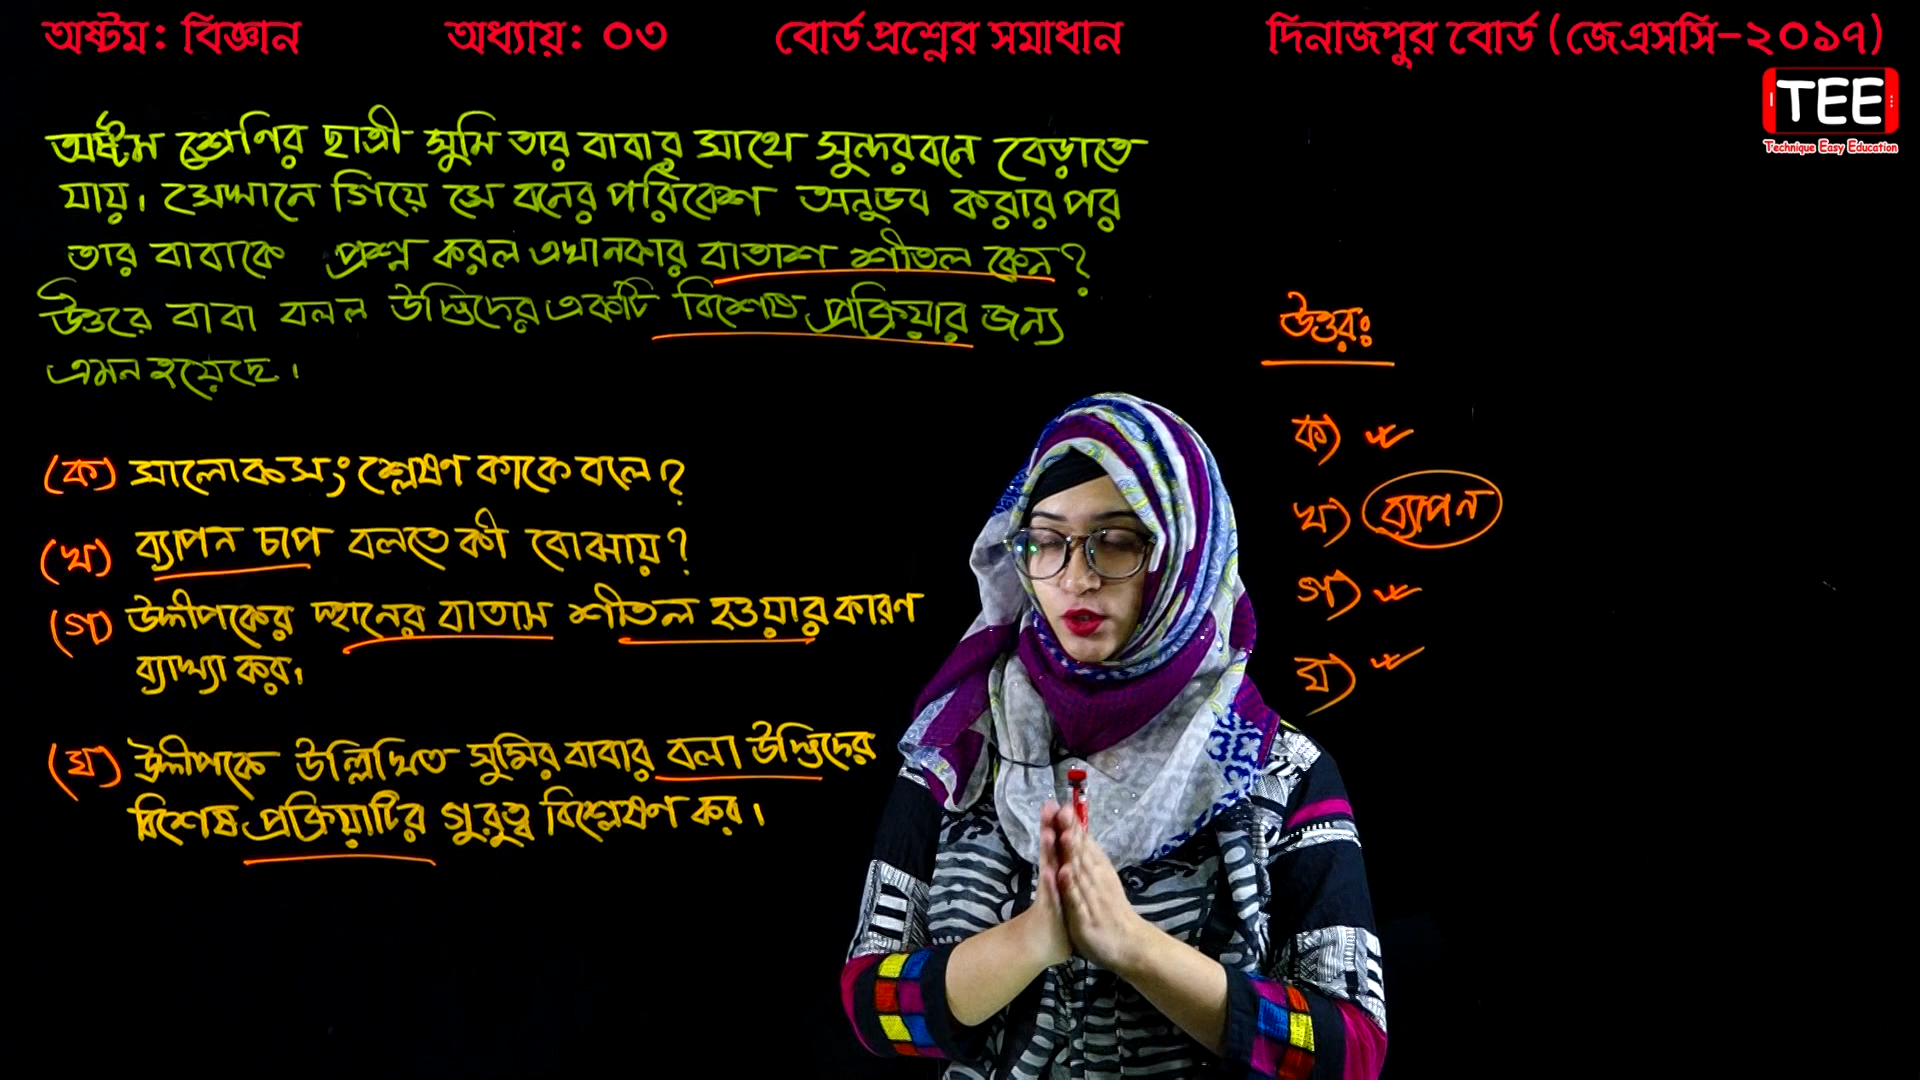 অষ্টম: বিজ্ঞান অধ্যায়: ০৩ বোর্ড প্রশ্নের সমাধান দিনাজপুর বোর্ড (জেএসসি-২০১৭)
TEE
Technique Easy Education
অষ্টম শ্রেণির ছাত্রী সুমি তার বাবার সাথে সুন্দরবনে বেড়াতে
যায়। সেখানে গিয়ে সে বনের পরিবেশ অনুভব করার পর
তার বাবাকে প্রশ্ন করল এখানকার বাতাশ শীতল কেন?
উত্তরে বাবা বলল উদ্ভিদের একটি বিশেষ প্রক্রিয়ার জন্য
এমন হয়েছে।
(ক) সালোকসংশ্লেষণ কাকে বলে?
(খ) ব্যাপন চাপ বলতে কী বোঝায়?
(গ) উদ্দীপকের স্থানের বাতাস শীতল হওয়ার কারণ
ব্যাখ্যা কর।
(ঘ) উদ্দীপকে উল্লিখিত সুমির বাবার বলা উদ্ভিদের
বিশেষ প্রক্রিয়াটির গুরুত্ব বিশ্লেষণ কর।
উত্তরঃ
ক)
খ) ব্যাপন
গ)
ঘ)